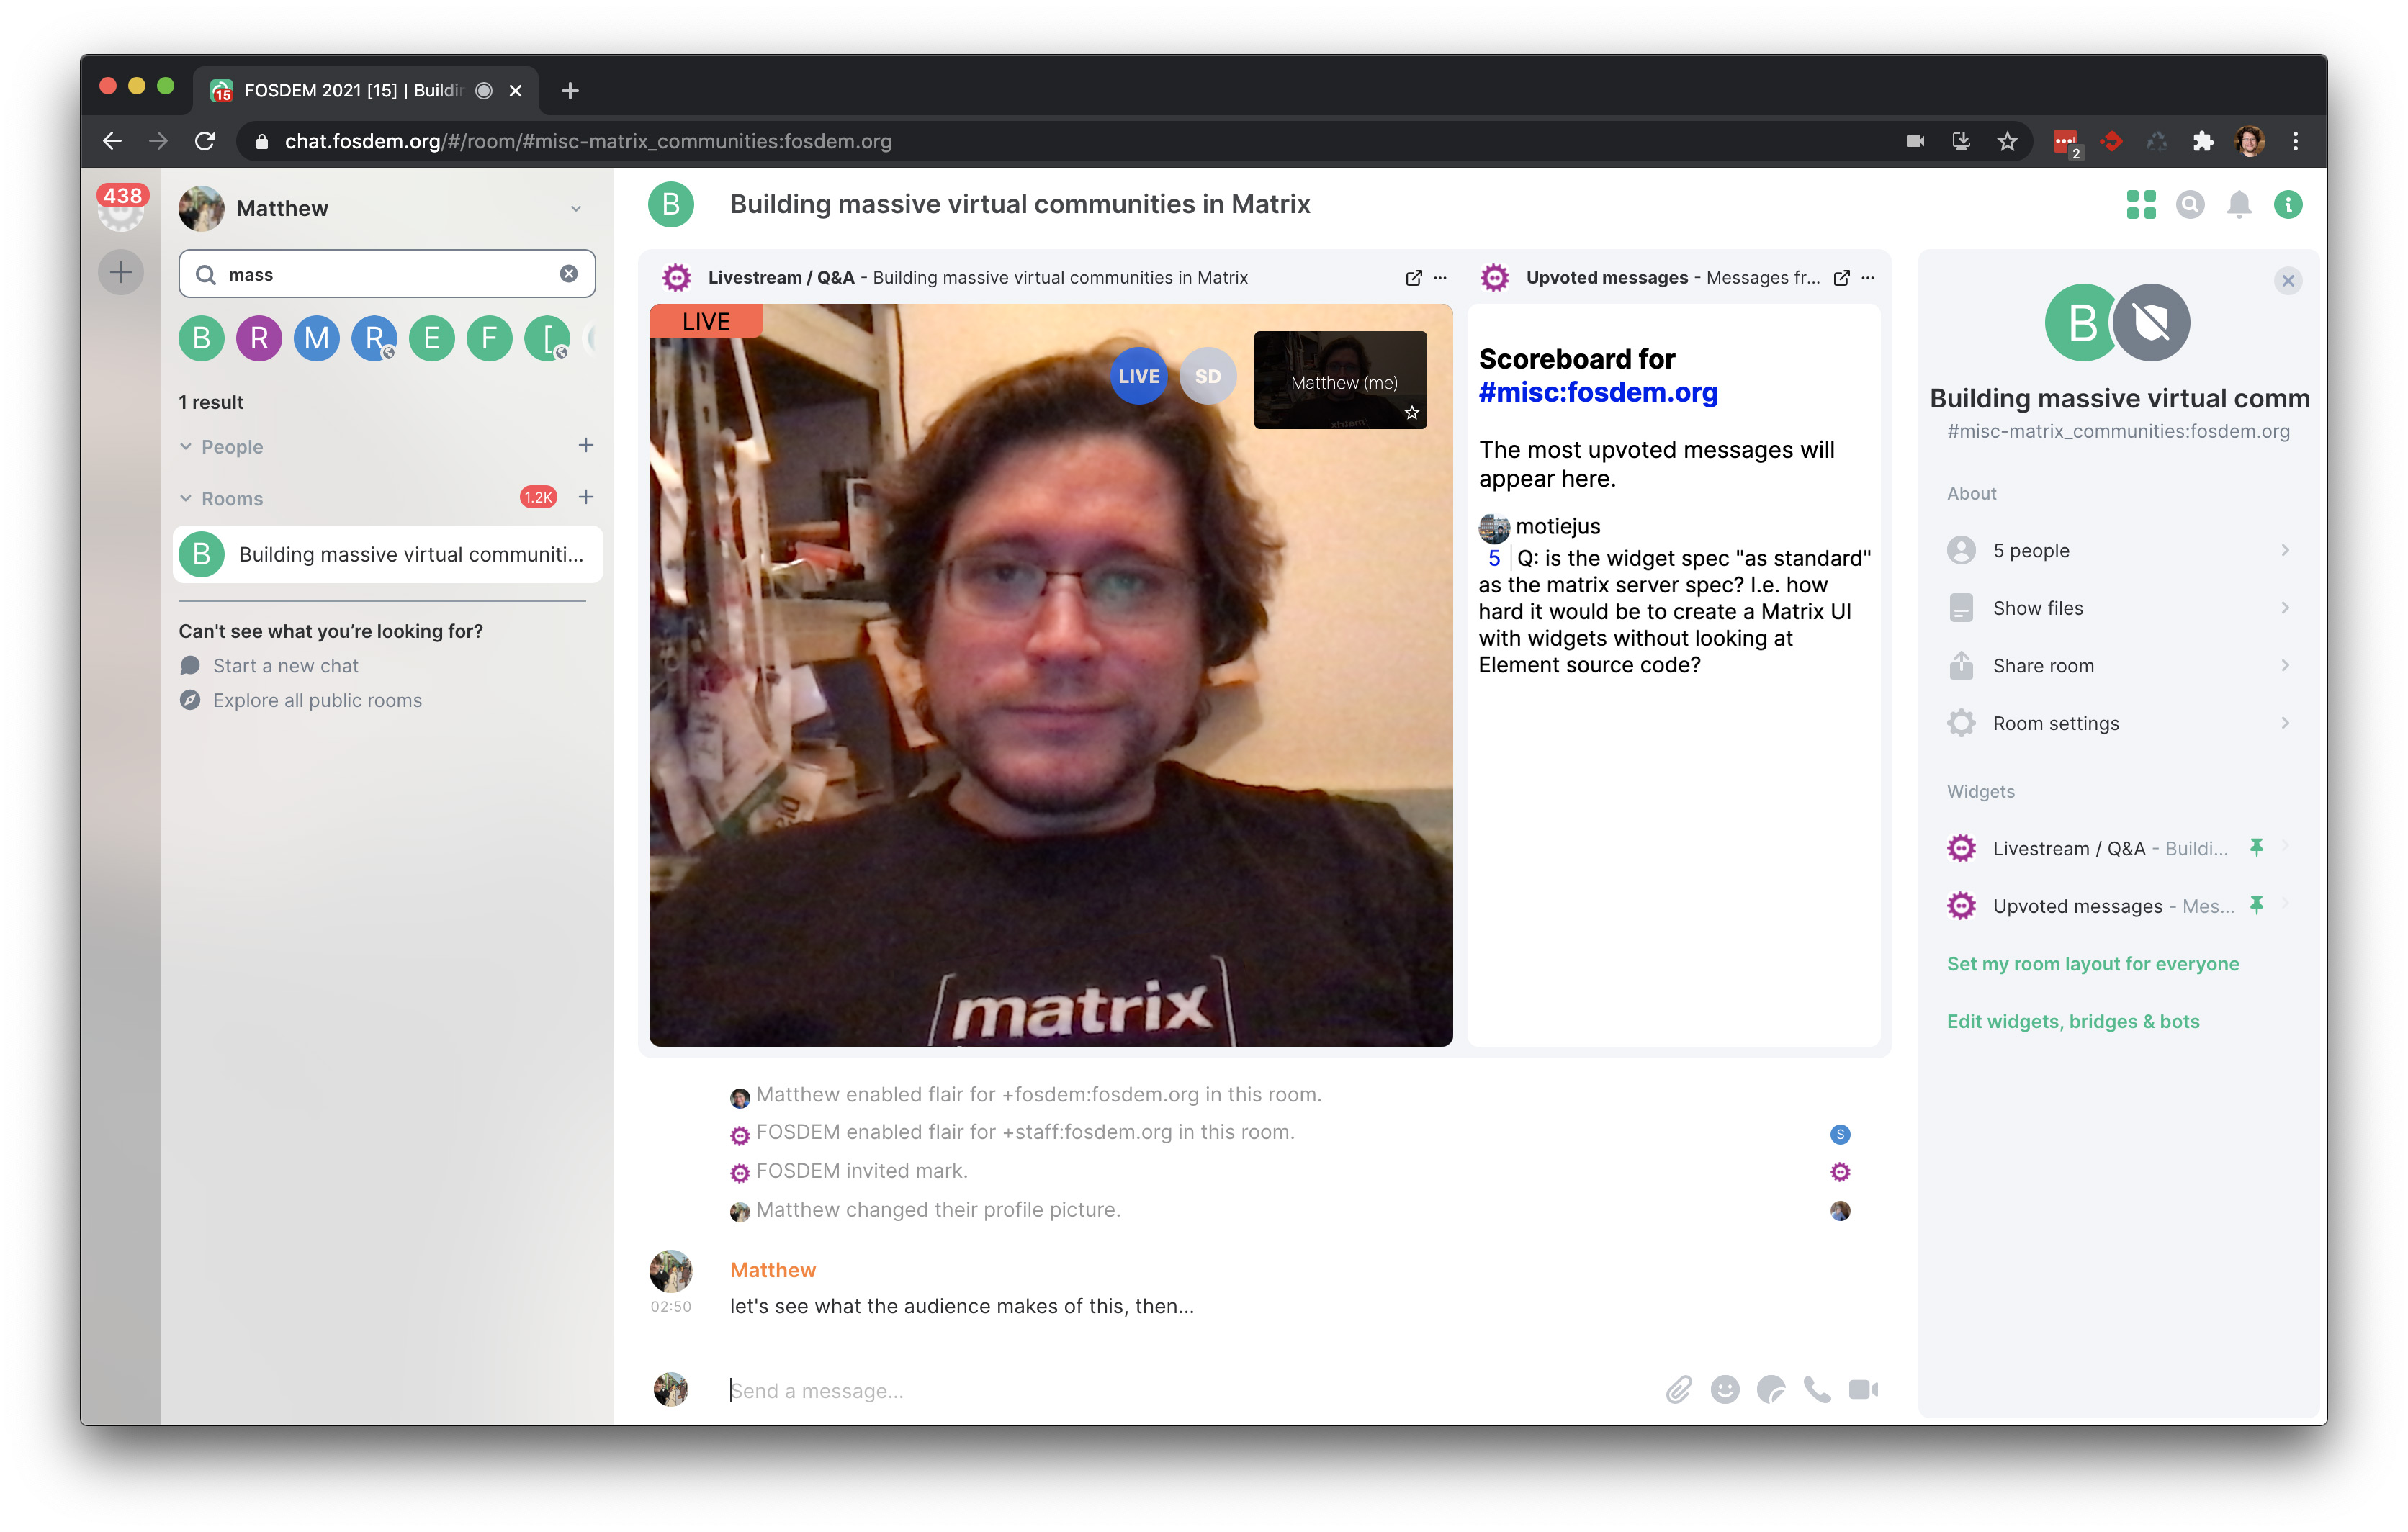 FOSDEM 2021 [15] | Buildin
15
chat.fosdem.org/#/room/#misc-matrix_communities:fosdem.org
2
438
Matthew
mass
B R M R E F [
1 result
People
Rooms 1.2K
B Building massive virtual communiti...
Can't see what you’re looking for?
Start a new chat
Explore all public rooms
B Building massive virtual communities in Matrix
Livestream / Q&A - Building massive virtual communities in Matrix
LIVE
LIVE SD
Matthew (me)
[matrix]
Upvoted messages - Messages fr...
Scoreboard for
#misc:fosdem.org
The most upvoted messages will
appear here.
motiejus
5 Q: is the widget spec "as standard"
as the matrix server spec? I.e. how
hard it would be to create a Matrix UI
with widgets without looking at
Element source code?
Matthew enabled flair for +fosdem:fosdem.org in this room.
FOSDEM enabled flair for +staff:fosdem.org in this room.
S
FOSDEM invited mark.
Matthew changed their profile picture.
Matthew
02:50 let's see what the audience makes of this, then...
Send a message...
B
Building massive virtual comm
#misc-matrix_communities:fosdem.org
About
5 people
Show files
Share room
Room settings
Widgets
Livestream / Q&A - Buildi...
Upvoted messages - Mes...
Set my room layout for everyone
Edit widgets, bridges & bots